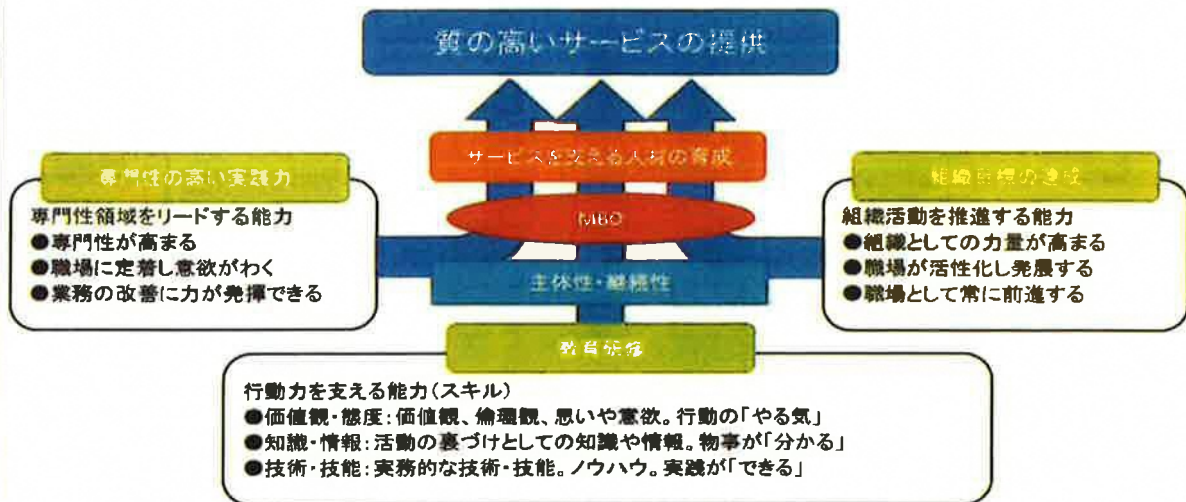 質の高いサービスの提供
サービスを支える人材の育成
MBO
主体性・継続性
専門性の高い実践力
専門性領域をリードする能力
●専門性が高まる
●職場に定着し意欲がわく
●業務の改善に力が発揮できる
組織目標の達成
組織活動を推進する能力
●組織としての力量が高まる
●職場が活性化し発展する
●職場として常に前進する
教育研修
行動力を支える能力(スキル)
●価値観・態度:価値観、倫理観、思いや意欲。行動の「やる気」
●知識・情報:活動の裏づけとしての知識や情報。物事が「分かる」
●技術・技能:実務的な技術・技能。ノウハウ。実践が「できる」